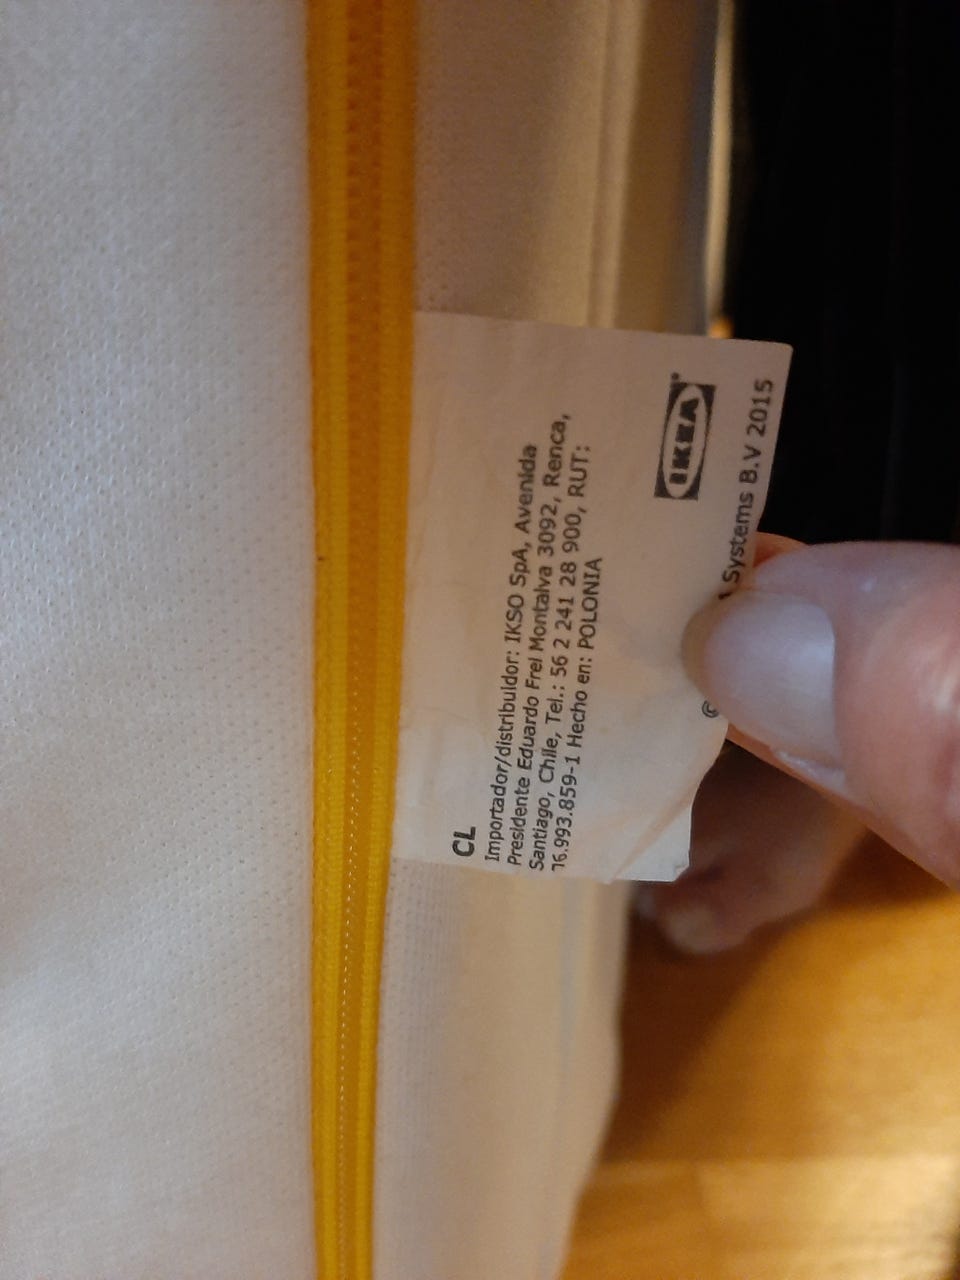 CL
Importador/distribuidor: IKSO SpA, Avenida
Presidente Eduardo Frei Montalva 3092, Renca,
Santiago, Chile, Tel.: 56 2 241 28 900, RUT:
76.993.859-1 Hecho en: POLONIA
IKEA®
© Systems B.V 2015